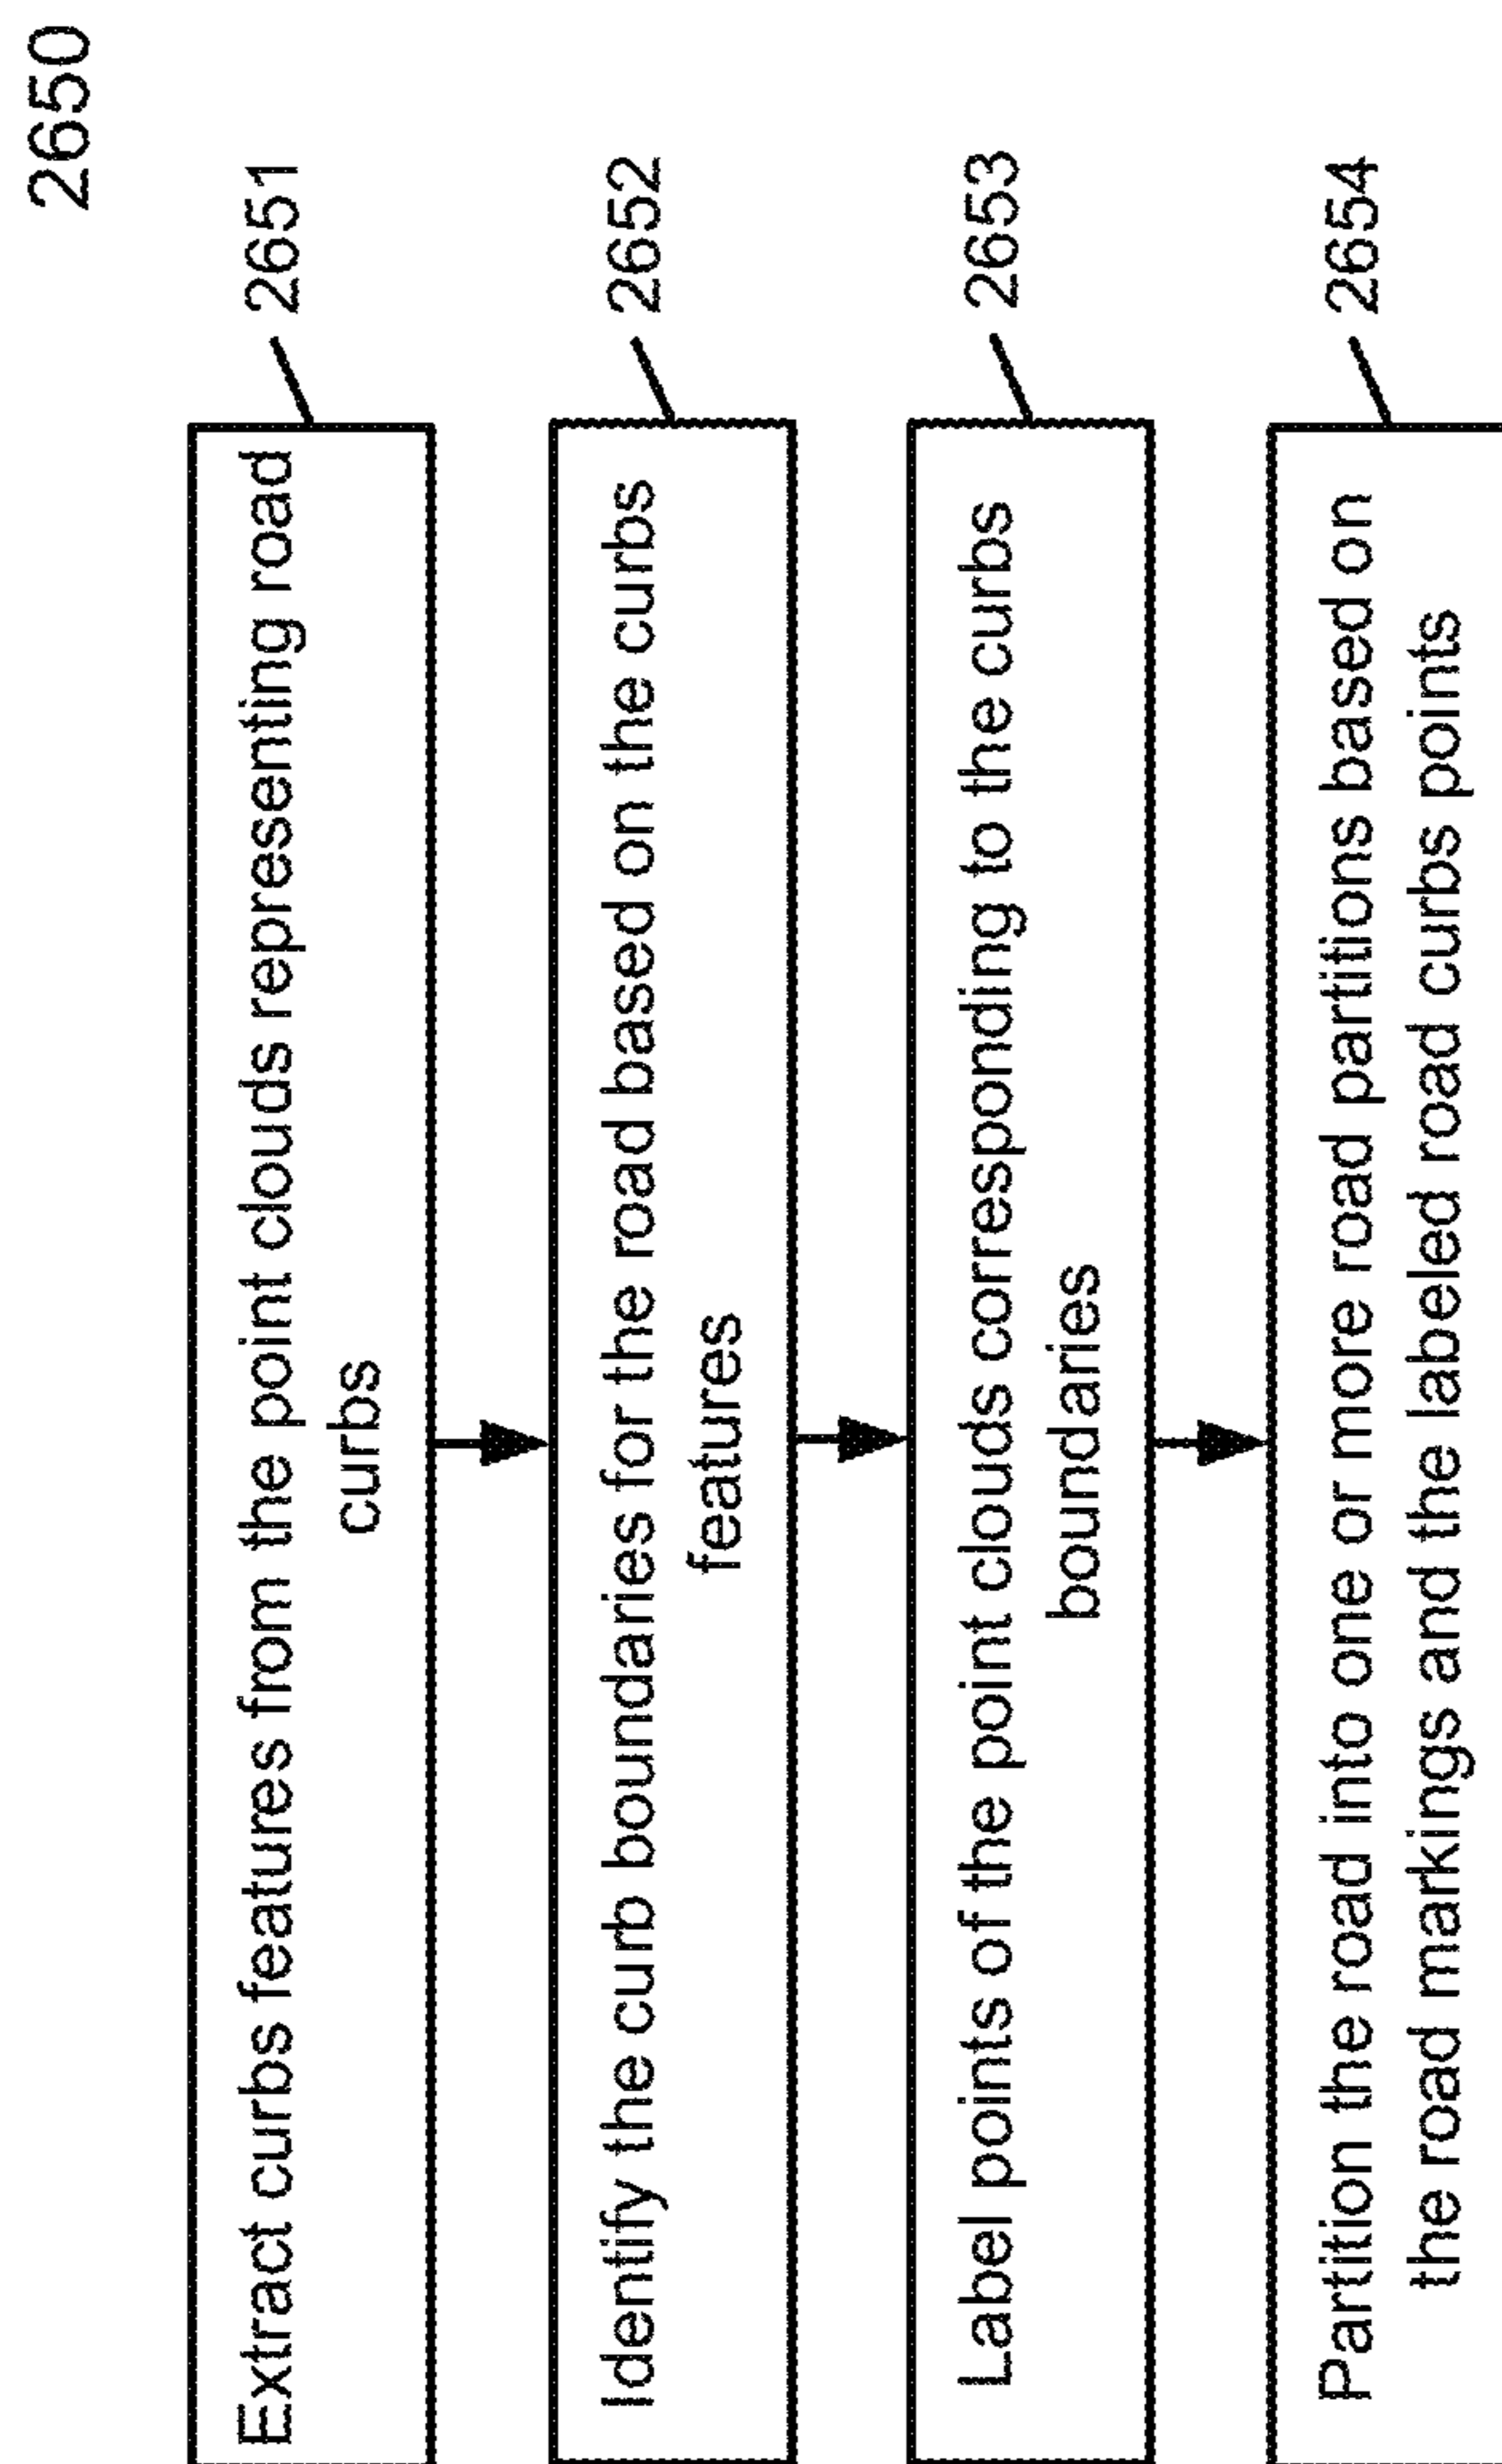 2650
Extract curbs features from the point clouds representing road
curbs
2651
Identify the curb boundaries for the road based on the curbs
features
2652
Label points of the point clouds corresponding to the curbs
boundaries
2653
Partition the road into one or more road partitions based on
the road markings and the labeled road curbs points
2654